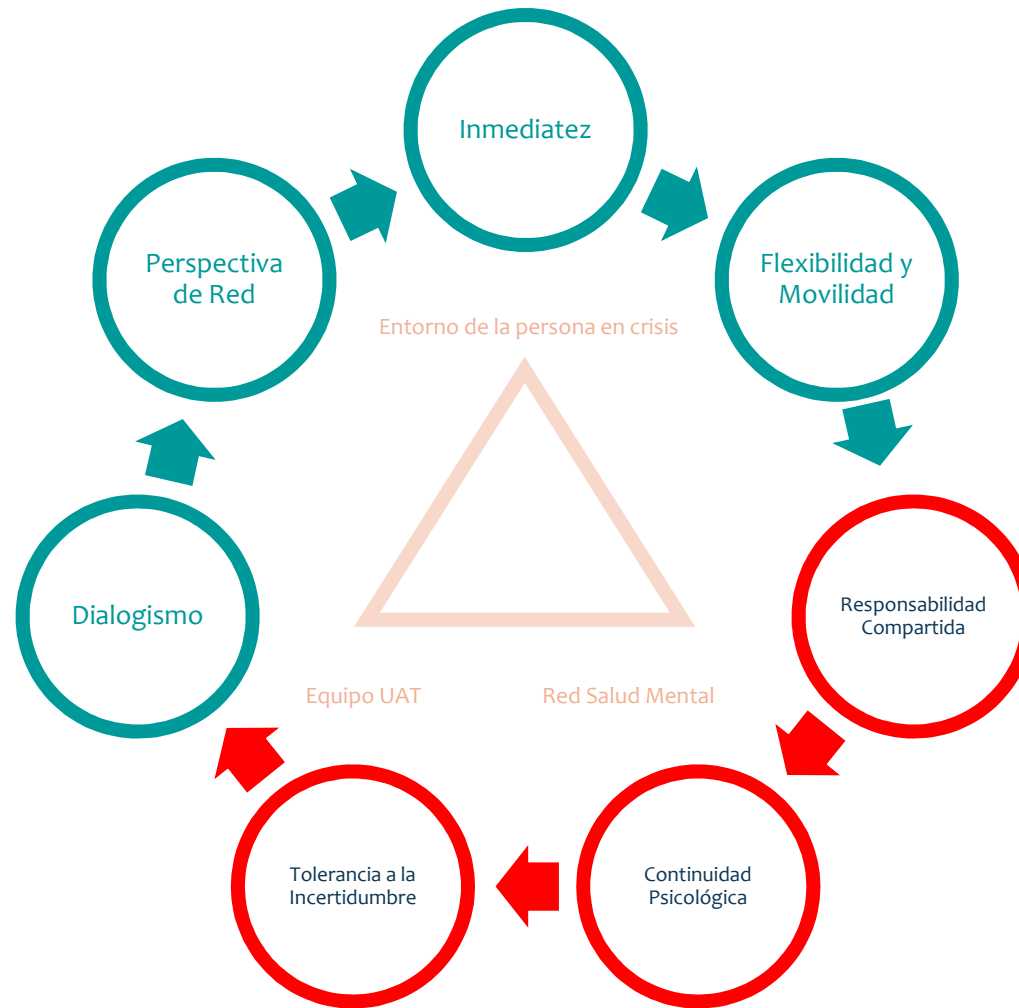 Inmediatez
Flexibilidad y
Movilidad
Responsabilidad
Compartida
Continuidad
Psicológica
Tolerancia a la
Incertidumbre
Dialogismo
Perspectiva
de Red
Entorno de la persona en crisis
Equipo UAT
Red Salud Mental